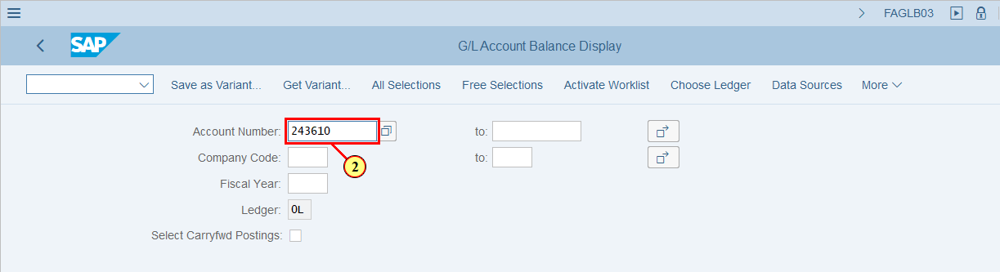 FAGLB03
SAP G/L Account Balance Display
Save as Variant... Get Variant... All Selections Free Selections Activate Worklist Choose Ledger Data Sources More
Account Number: 243610 to:
Company Code: to:
2
Fiscal Year:
Ledger: 0L
Select Carryfwd Postings: